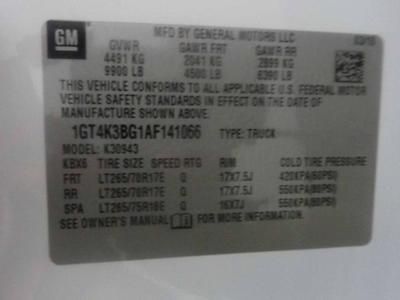 GM
MFD BY GENERAL MOTORS LLC 03/10
GVWR GAWR FRT GAWR RR
4491 KG 2041 KG 2899 KG
9900 LB 4500 LB 6390 LB
THIS VEHICLE CONFORMS TO ALL APPLICABLE U.S. FEDERAL MOTOR
VEHICLE SAFETY STANDARDS IN EFFECT ON THE DATE OF
MANUFACTURE SHOWN ABOVE.
1GT4K3BG1AF141066 TYPE: TRUCK
MODEL: K30943
KBX6 TIRE SIZE SPEED RTG RIM COLD TIRE PRESSURE
FRT LT265/70R17E Q 17X7.5J 420KPA(60PSI)
RR LT265/70R17E Q 17X7.5J 550KPA(80PSI)
SPA LT265/75R16E Q 16X7J 550KPA(80PSI)
SEE OWNER'S MANUAL FOR MORE INFORMATION